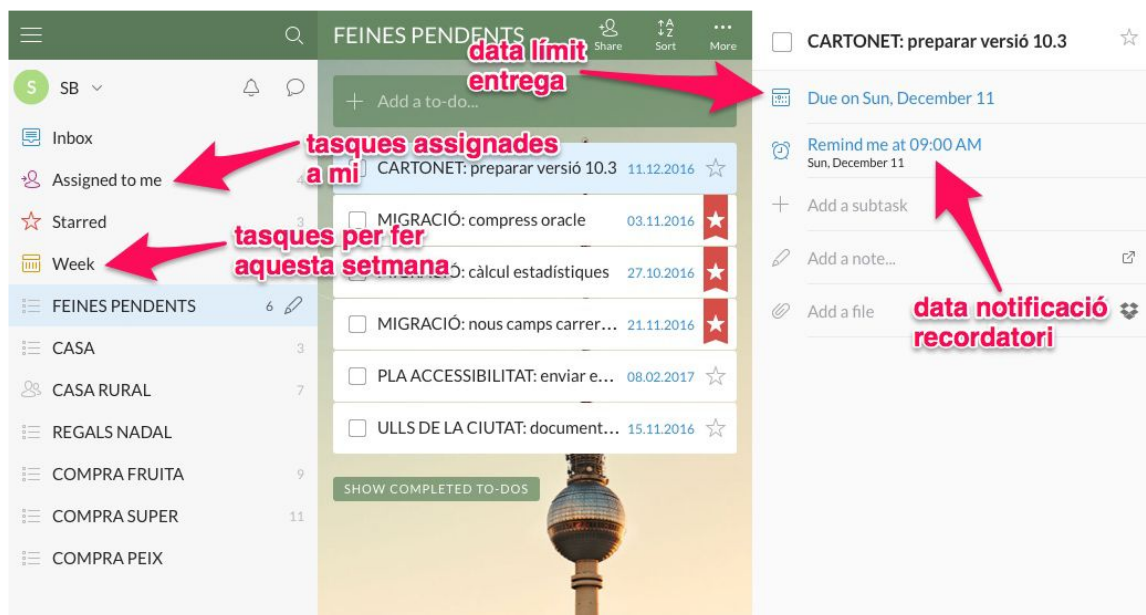 FEINES PENDENTS
Share
Sort
More
CARTONET: preparar versió 10.3
data límit
entrega
S
SB
Add a to-do...
Due on Sun, December 11
Inbox
Remind me at 09:00 AM
Sun, December 11
tasques assignades
a mi
Assigned to me 4
CARTONET: preparar versió 10.3 11.12.2016
Add a subtask
Starred 3
MIGRACIÓ: compress oracle 03.11.2016
tasques per fer
aquesta setmana
Week
MIGRACIÓ: càlcul estadístiques 27.10.2016
Add a note...
FEINES PENDENTS 6
MIGRACIÓ: nous camps carrer... 21.11.2016
Add a file
data notificació
recordatori
CASA 3
PLA ACCESSIBILITAT: enviar e... 08.02.2017
CASA RURAL 7
ULLS DE LA CIUTAT: document... 15.11.2016
REGALS NADAL
COMPRA FRUITA 9
SHOW COMPLETED TO-DOS
COMPRA SUPER 11
COMPRA PEIX